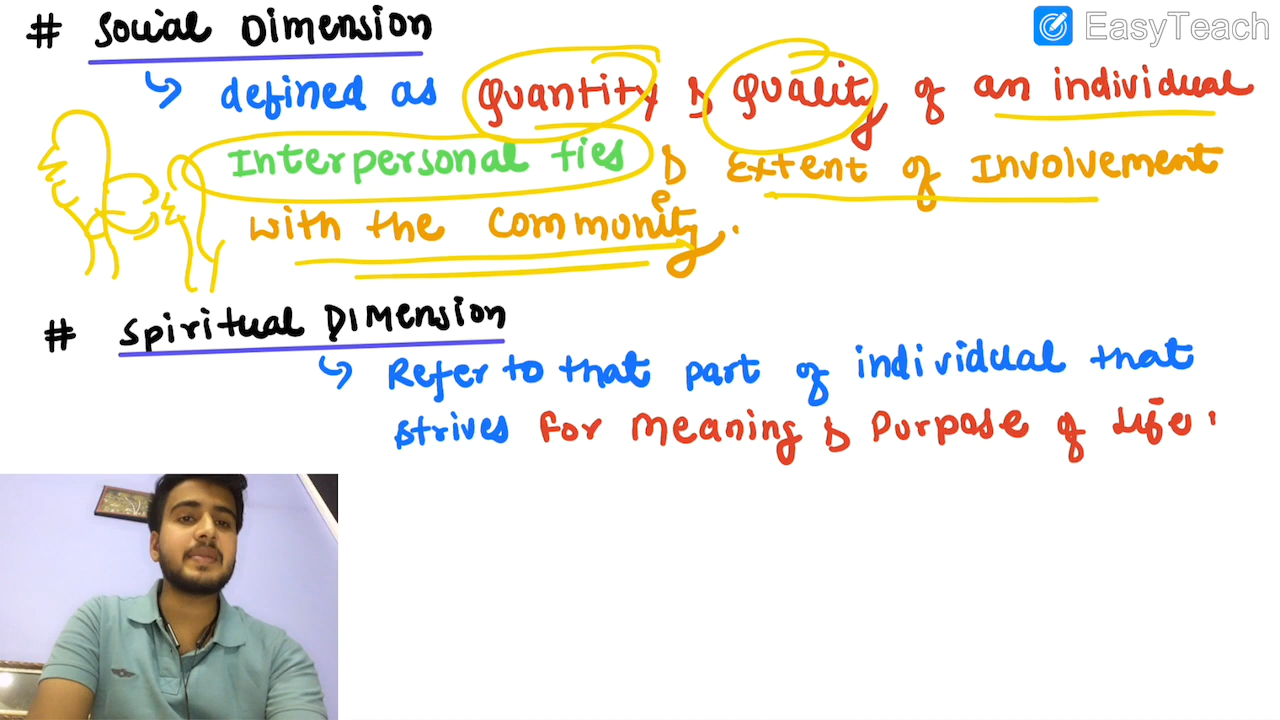 EasyTeach
# Social Dimension
↳ defined as Quantity & Quality of an individual
Interpersonal ties & Extent of Involvement
with the Community.
# Spiritual Dimension
↳ Refer to that part of individual that
strives for Meaning & Purpose of life.